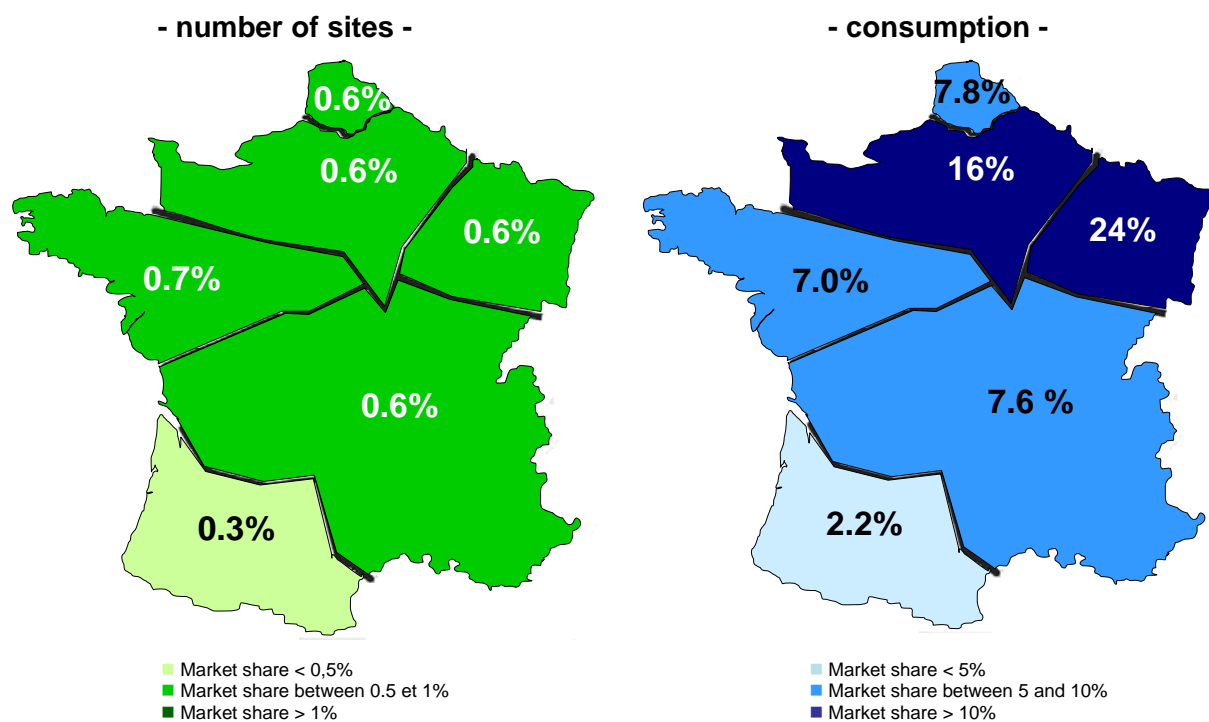 - number of sites -
0.6%
0.6%
0.6%
0.7%
0.6%
0.3%
Market share < 0,5%
Market share between 0.5 et 1%
Market share > 1%
- consumption -
7.8%
16%
24%
7.0%
7.6 %
2.2%
Market share < 5%
Market share between 5 and 10%
Market share > 10%